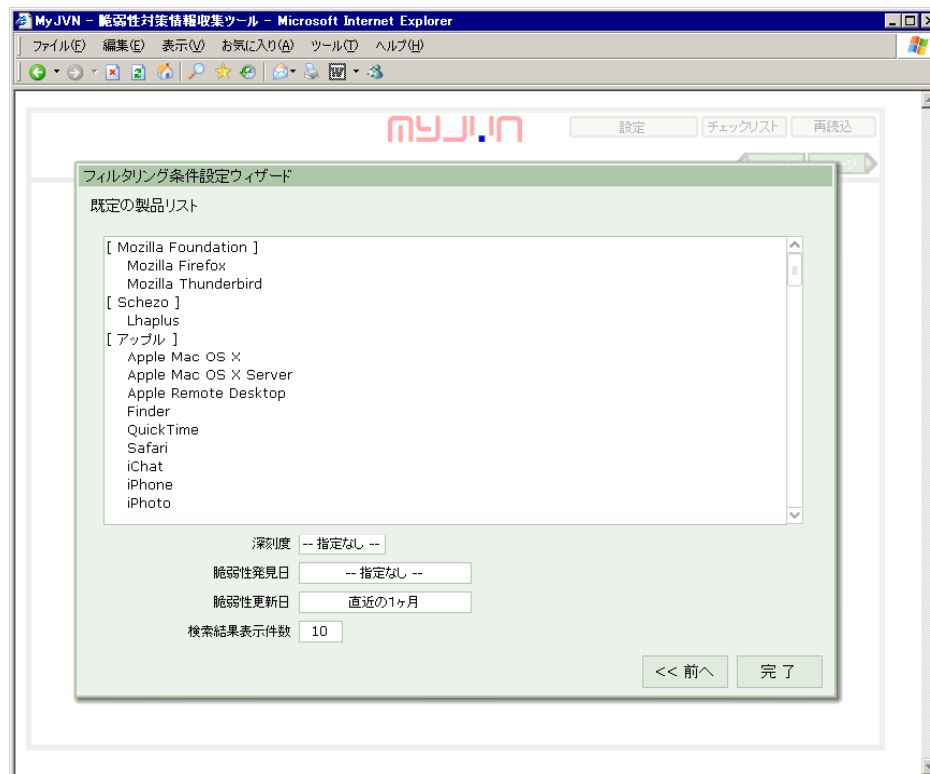 MyJVN - 脆弱性対策情報収集ツール - Microsoft Internet Explorer
ファイル(F) 編集(E) 表示(V) お気に入り(A) ツール(T) ヘルプ(H)
myJVN 設定 チェックリスト 再読込
フィルタリング条件設定ウィザード
既定の製品リスト
[ Mozilla Foundation ]
Mozilla Firefox
Mozilla Thunderbird
[ Schezo ]
Lhaplus
[ アップル ]
Apple Mac OS X
Apple Mac OS X Server
Apple Remote Desktop
Finder
QuickTime
Safari
iChat
iPhone
iPhoto
深刻度 -- 指定なし --
脆弱性発見日 -- 指定なし --
脆弱性更新日 直近の1ヶ月
検索結果表示件数 10
<< 前へ 完了